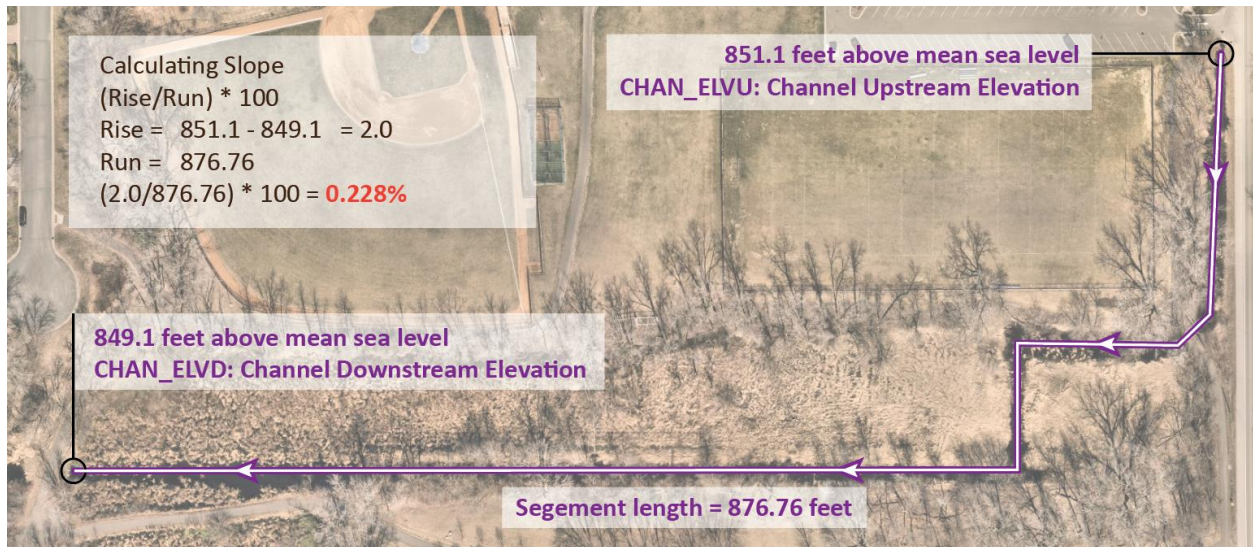 Calculating Slope
(Rise/Run) * 100
Rise = 851.1 - 849.1 = 2.0
Run = 876.76
(2.0/876.76) * 100 = 0.228%
851.1 feet above mean sea level
CHAN_ELVU: Channel Upstream Elevation
849.1 feet above mean sea level
CHAN_ELVD: Channel Downstream Elevation
Segement length = 876.76 feet